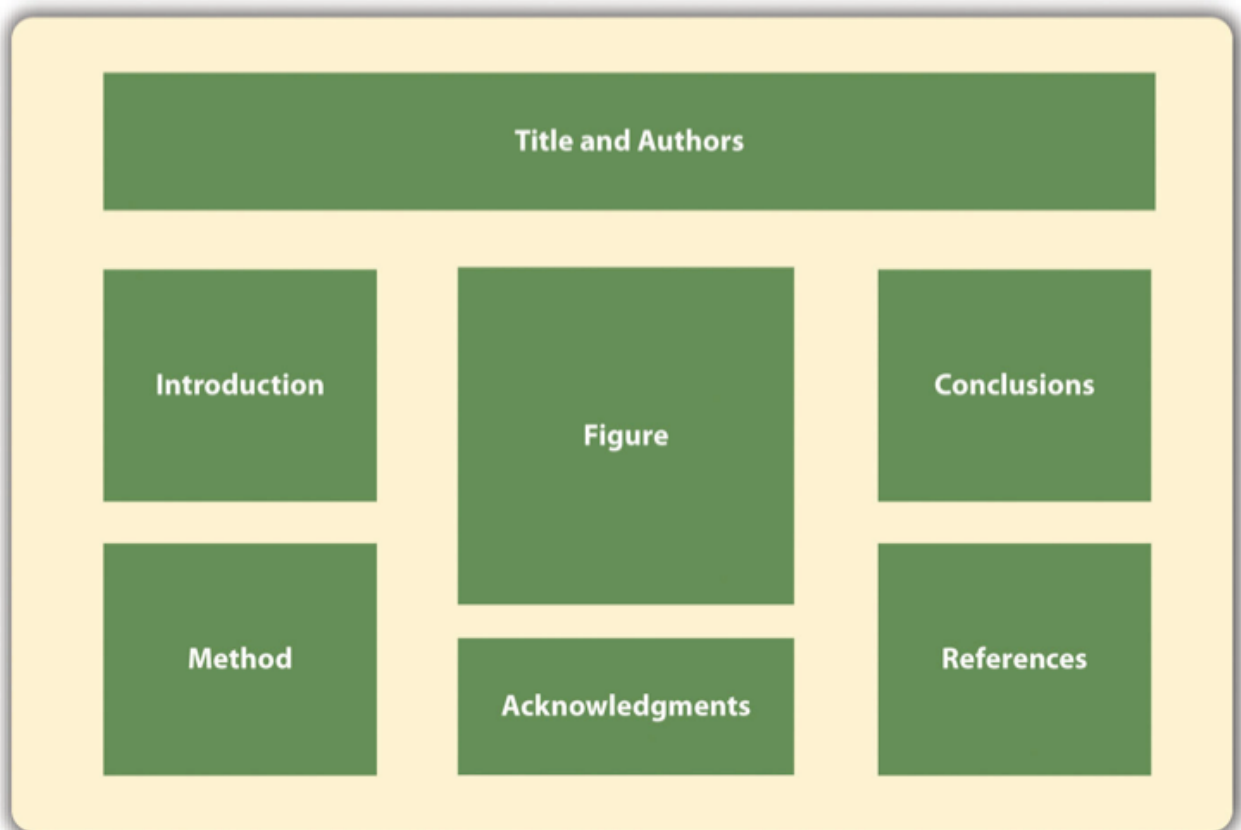 Title and Authors
Introduction
Figure
Conclusions
Method
Acknowledgments
References